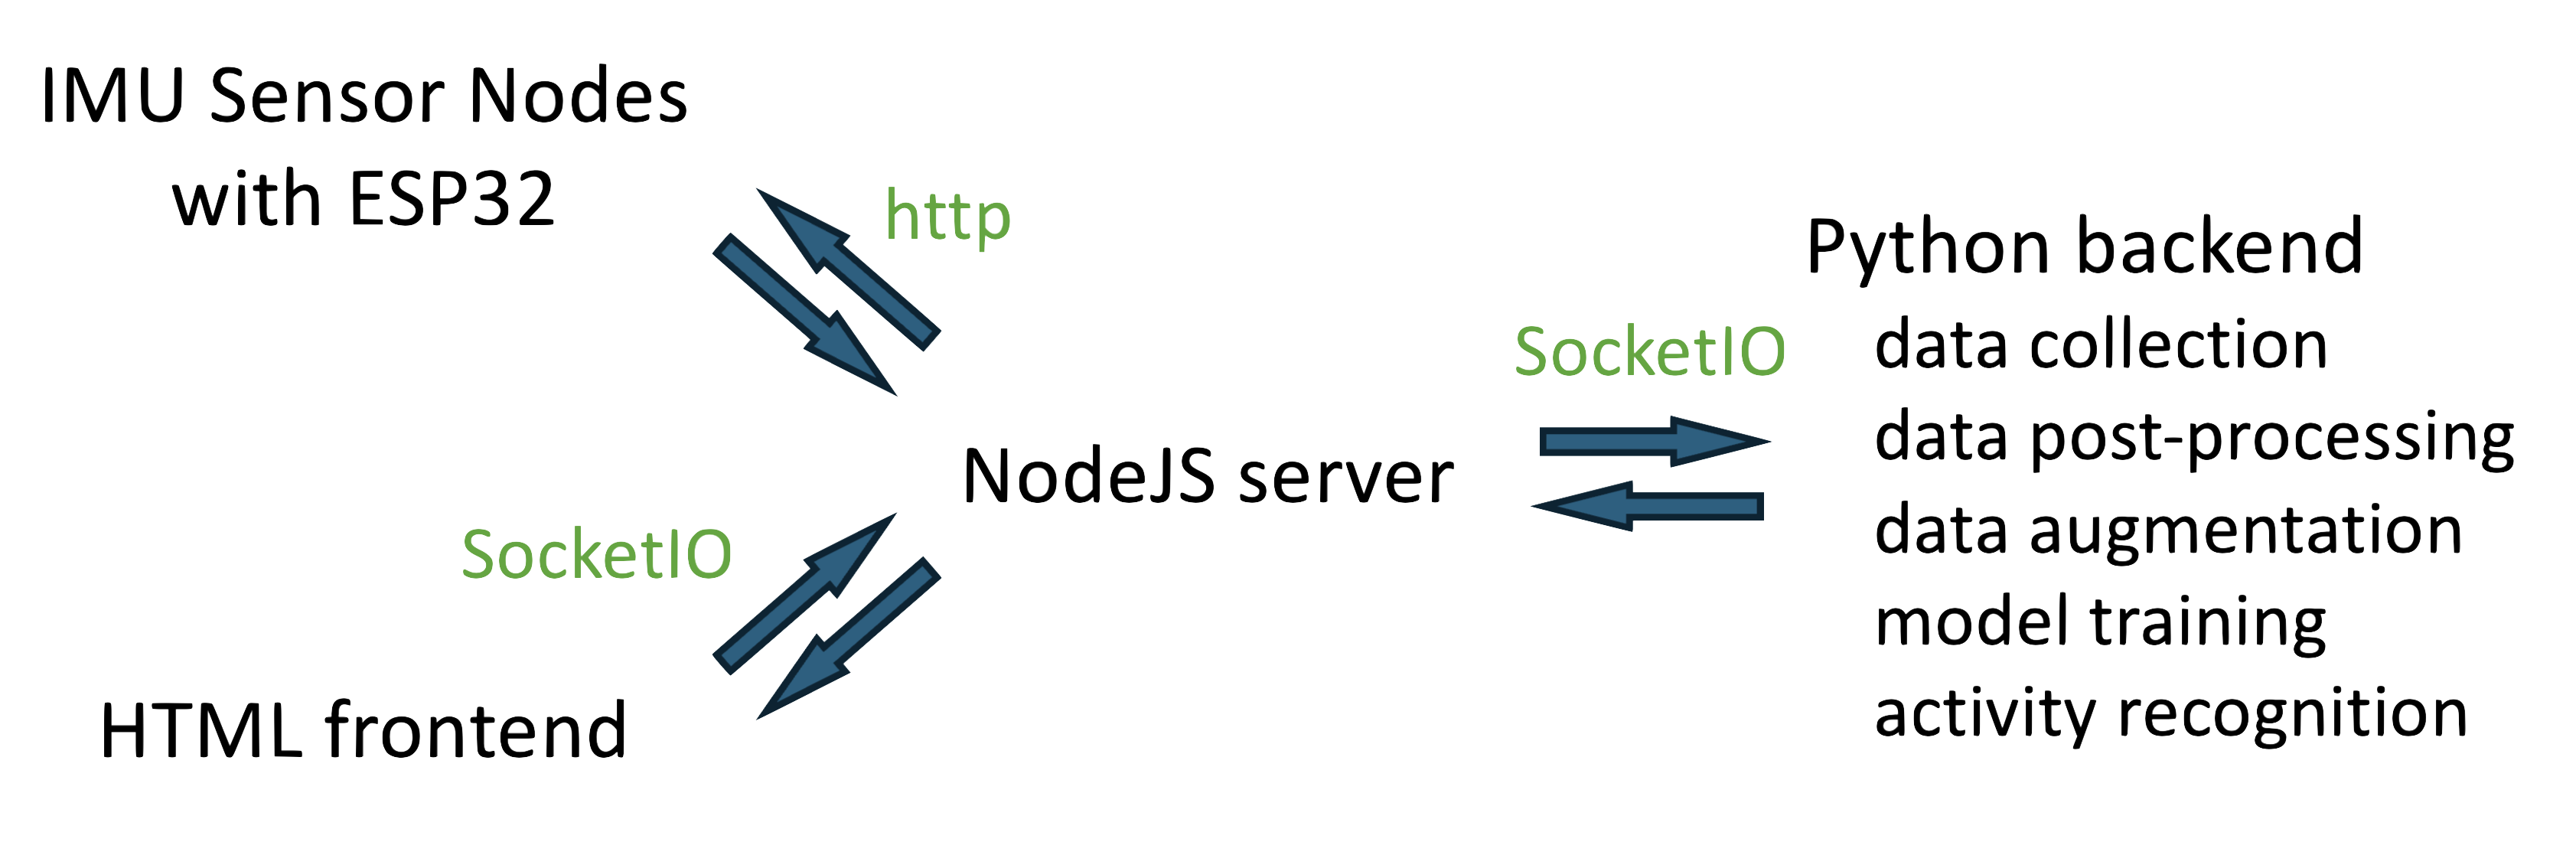 IMU Sensor Nodes
with ESP32
http
Python backend
data collection
data post-processing
data augmentation
model training
activity recognition
SocketIO
NodeJS server
SocketIO
HTML frontend